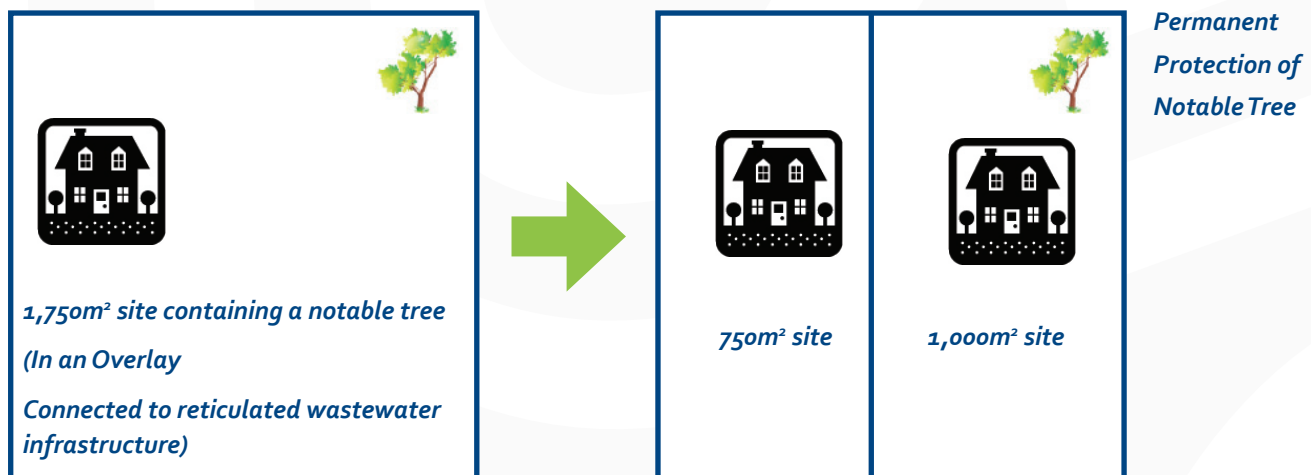 Permanent
Protection of
Notable Tree
1,750m² site containing a notable tree
(In an Overlay
Connected to reticulated wastewater
infrastructure)
750m² site
1,000m² site